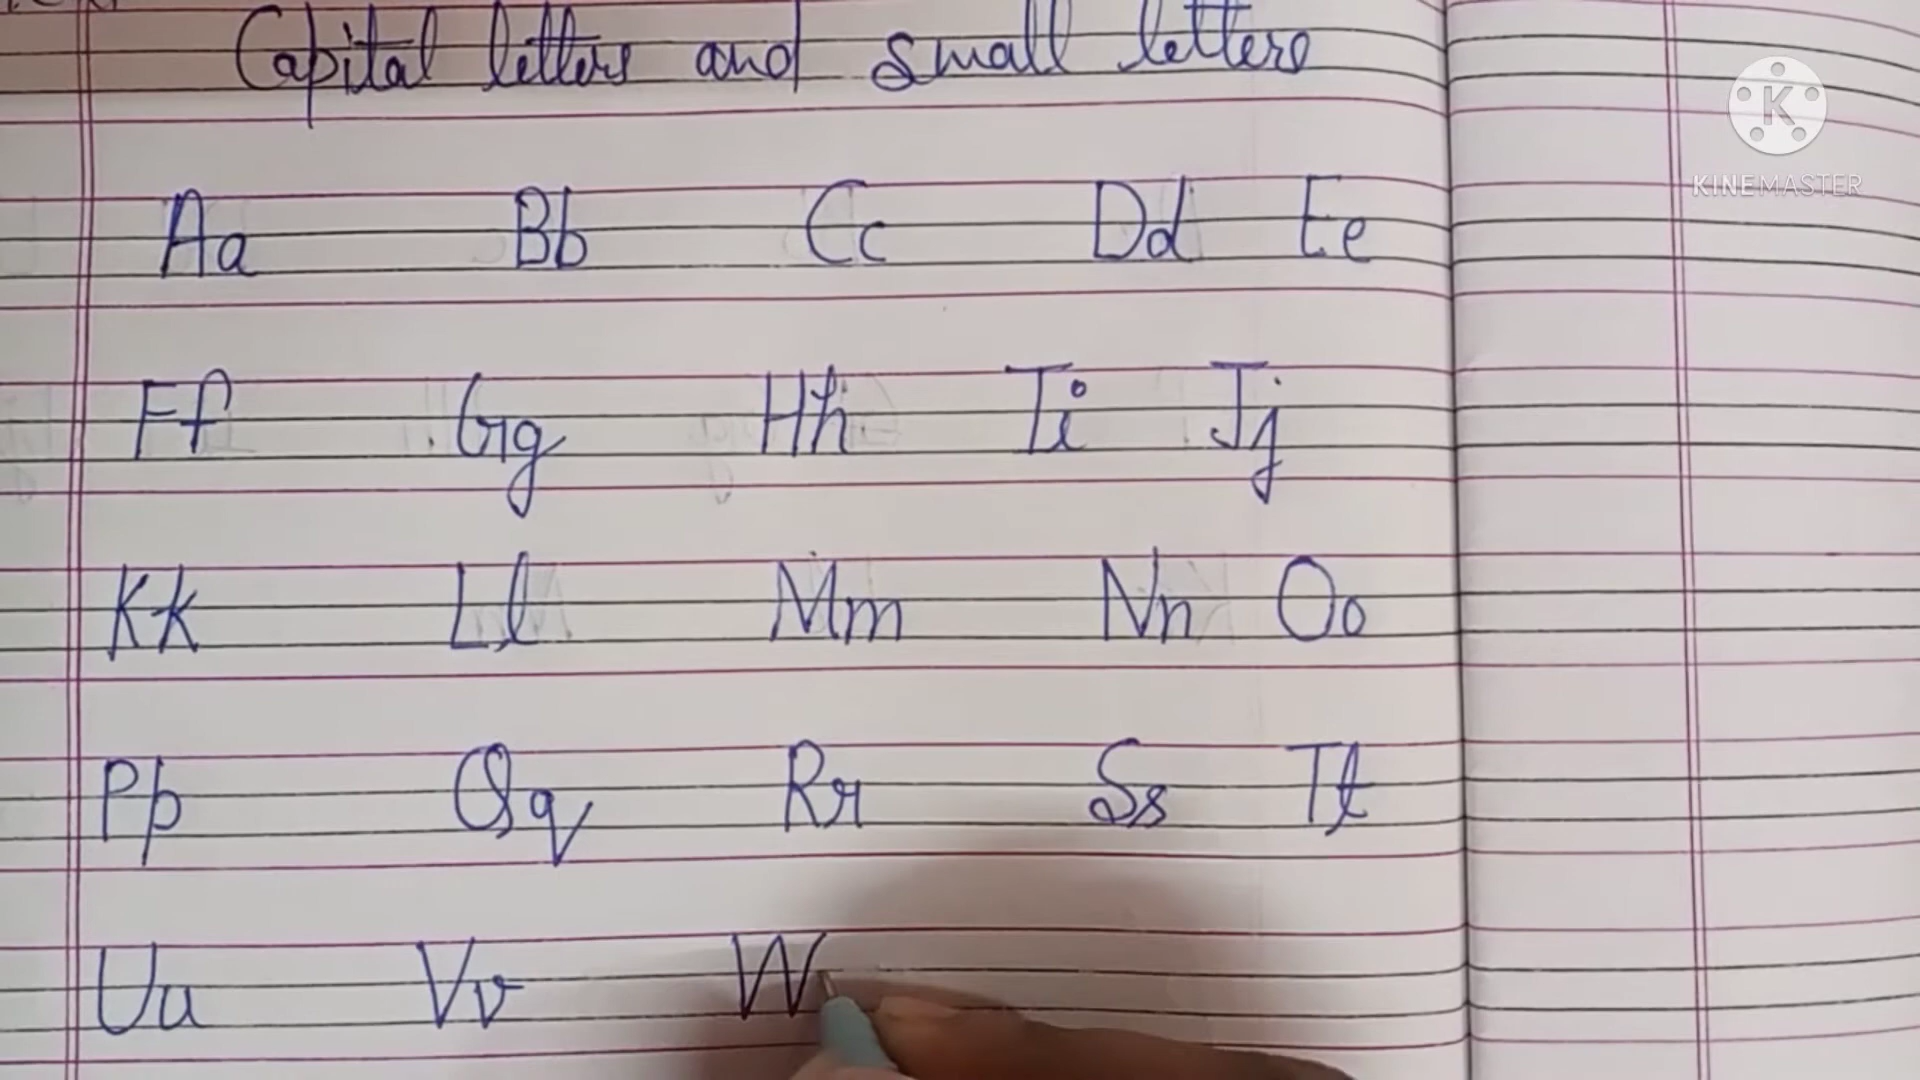 Capital letters and small letters
K
KINEMASTER
Aa Bb Cc Dd Ee
Ff Gg Hh Ii Jj
Kk Ll Mm Nn Oo
Pp Qq Rr Ss Tt
Uu Vv W